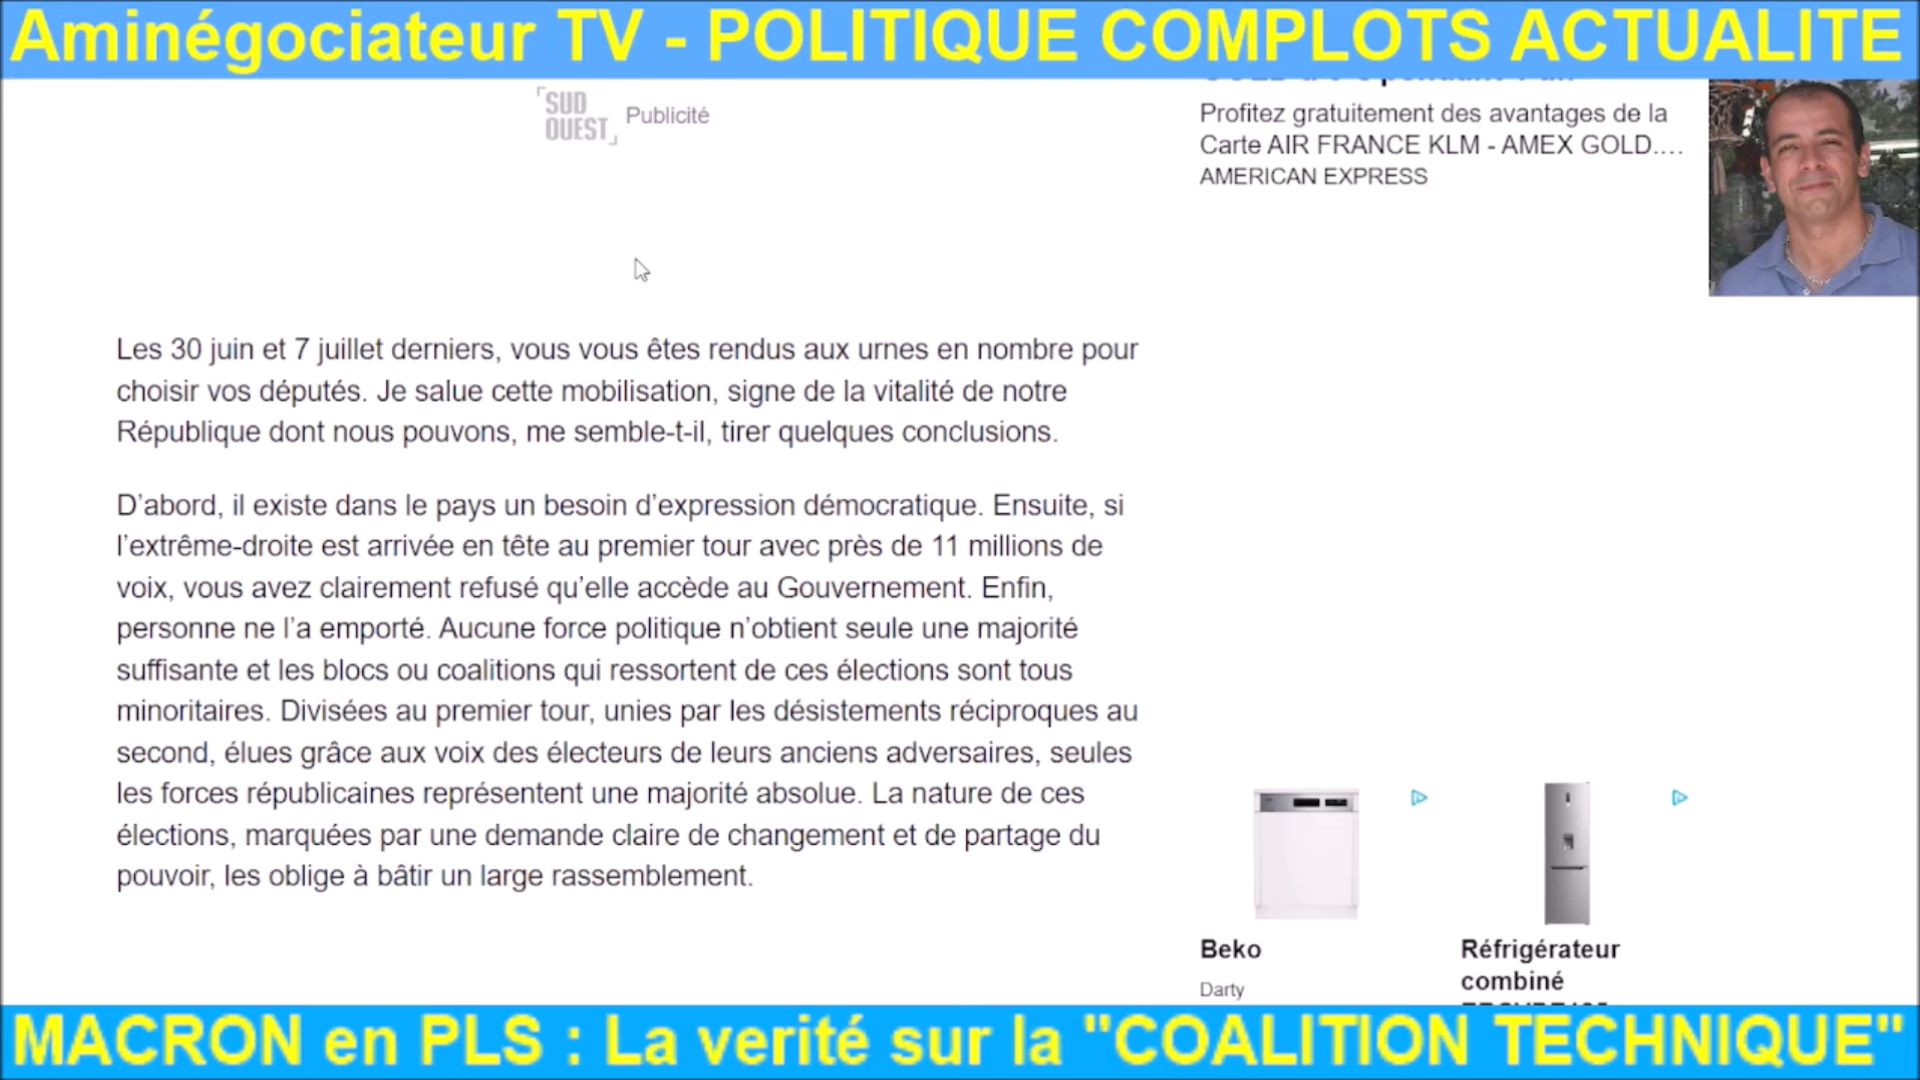 Aminégociateur TV - POLITIQUE COMPLOTS ACTUALITE
SUD
OUEST
Publicité
Profitez gratuitement des avantages de la
Carte AIR FRANCE KLM - AMEX GOLD....
AMERICAN EXPRESS
Les 30 juin et 7 juillet derniers, vous vous êtes rendus aux urnes en nombre pour
choisir vos députés. Je salue cette mobilisation, signe de la vitalité de notre
République dont nous pouvons, me semble-t-il, tirer quelques conclusions.
D’abord, il existe dans le pays un besoin d’expression démocratique. Ensuite, si
l’extrême-droite est arrivée en tête au premier tour avec près de 11 millions de
voix, vous avez clairement refusé qu’elle accède au Gouvernement. Enfin,
personne ne l’a emporté. Aucune force politique n’obtient seule une majorité
suffisante et les blocs ou coalitions qui ressortent de ces élections sont tous
minoritaires. Divisées au premier tour, unies par les désistements réciproques au
second, élues grâce aux voix des électeurs de leurs anciens adversaires, seules
les forces républicaines représentent une majorité absolue. La nature de ces
élections, marquées par une demande claire de changement et de partage du
pouvoir, les oblige à bâtir un large rassemblement.
Beko
Darty
Réfrigérateur
combiné
MACRON en PLS : La verité sur la "COALITION TECHNIQUE"